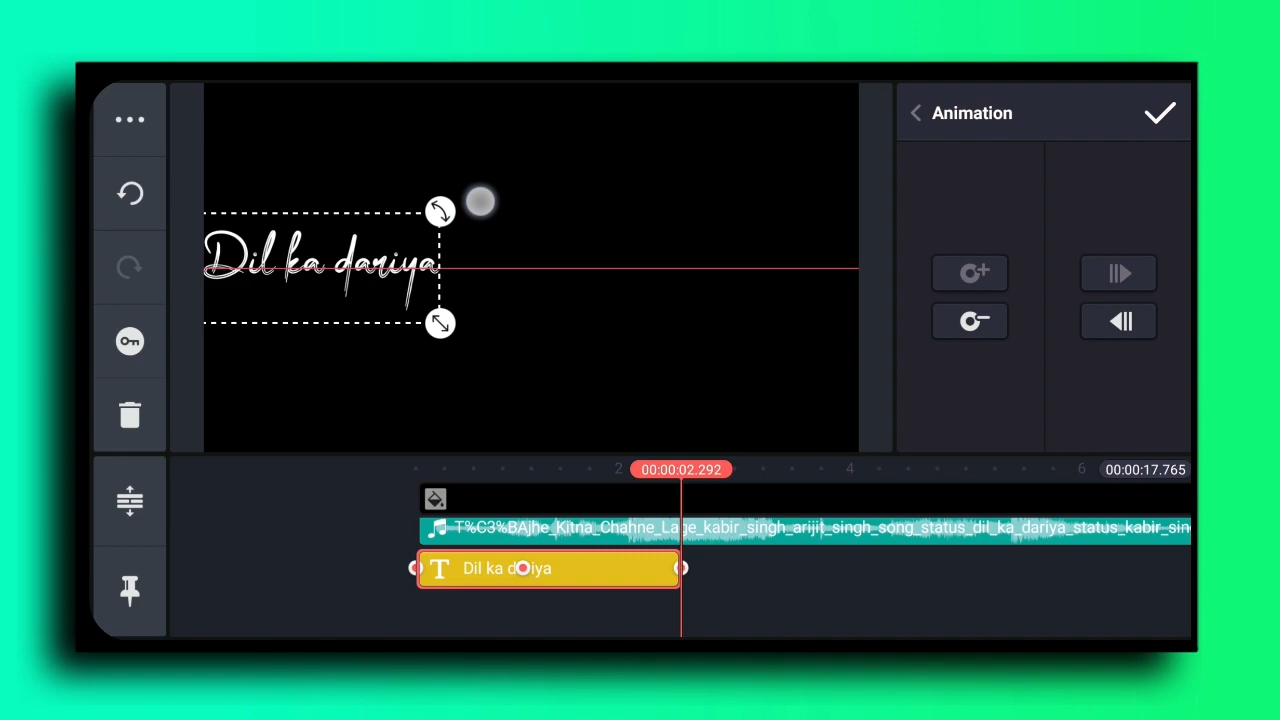 Animation
Dil ka dariya
2
00:00:02.292
4
6
00:00:17.765
T%C3%BAjhe_Kitna_Chahne_Lage_kabir_singh_arijit_singh_song_status_dil_ka_dariya_status_kabir_sin
T Dil ka dariya